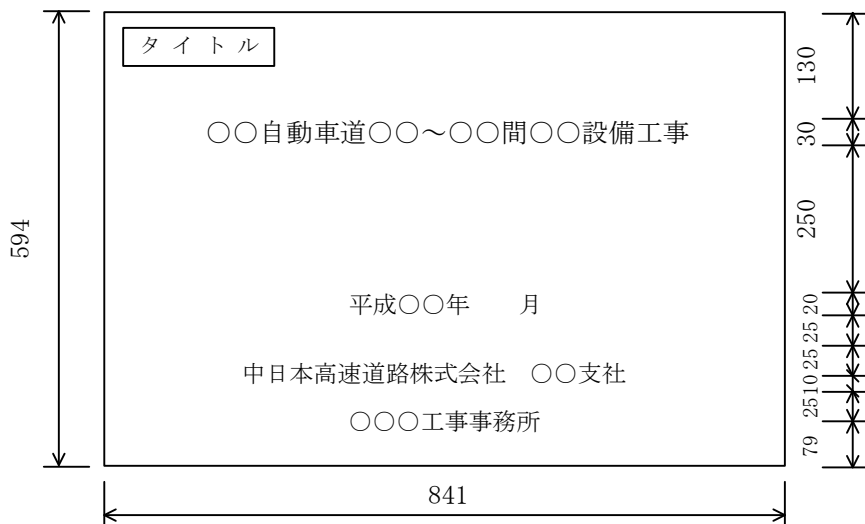 タイトル
○○自動車道○○～○○間○○設備工事
平成○○年　　月
中日本高速道路株式会社　○○支社
○○○工事事務所
594
841
130
30
250
20
25
25
10
25
79